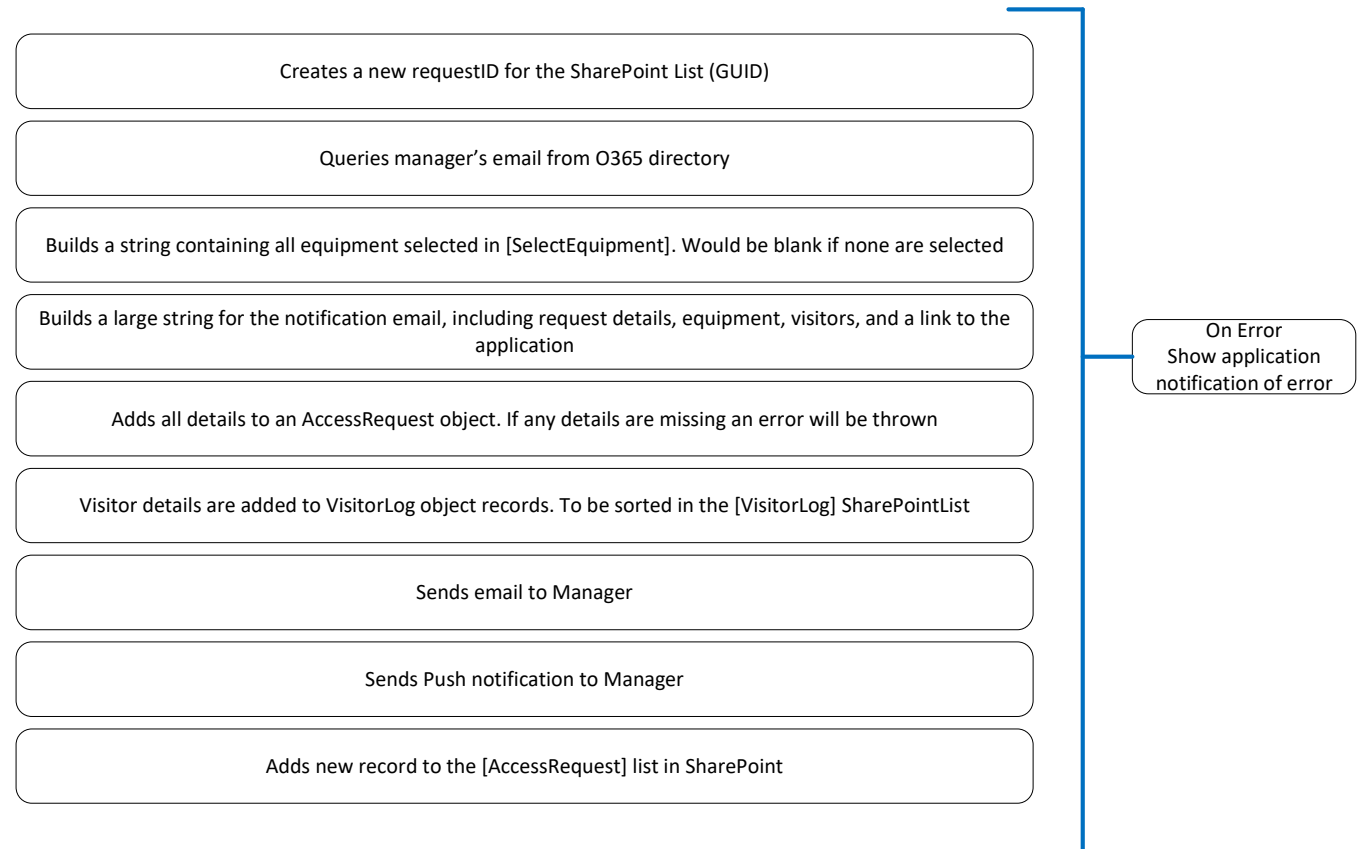 Creates a new requestID for the SharePoint List (GUID)
Queries manager’s email from O365 directory
Builds a string containing all equipment selected in [SelectEquipment]. Would be blank if none are selected
Builds a large string for the notification email, including request details, equipment, visitors, and a link to the
application
Adds all details to an AccessRequest object. If any details are missing an error will be thrown
Visitor details are added to VisitorLog object records. To be sorted in the [VisitorLog] SharePointList
Sends email to Manager
Sends Push notification to Manager
Adds new record to the [AccessRequest] list in SharePoint
On Error
Show application
notification of error